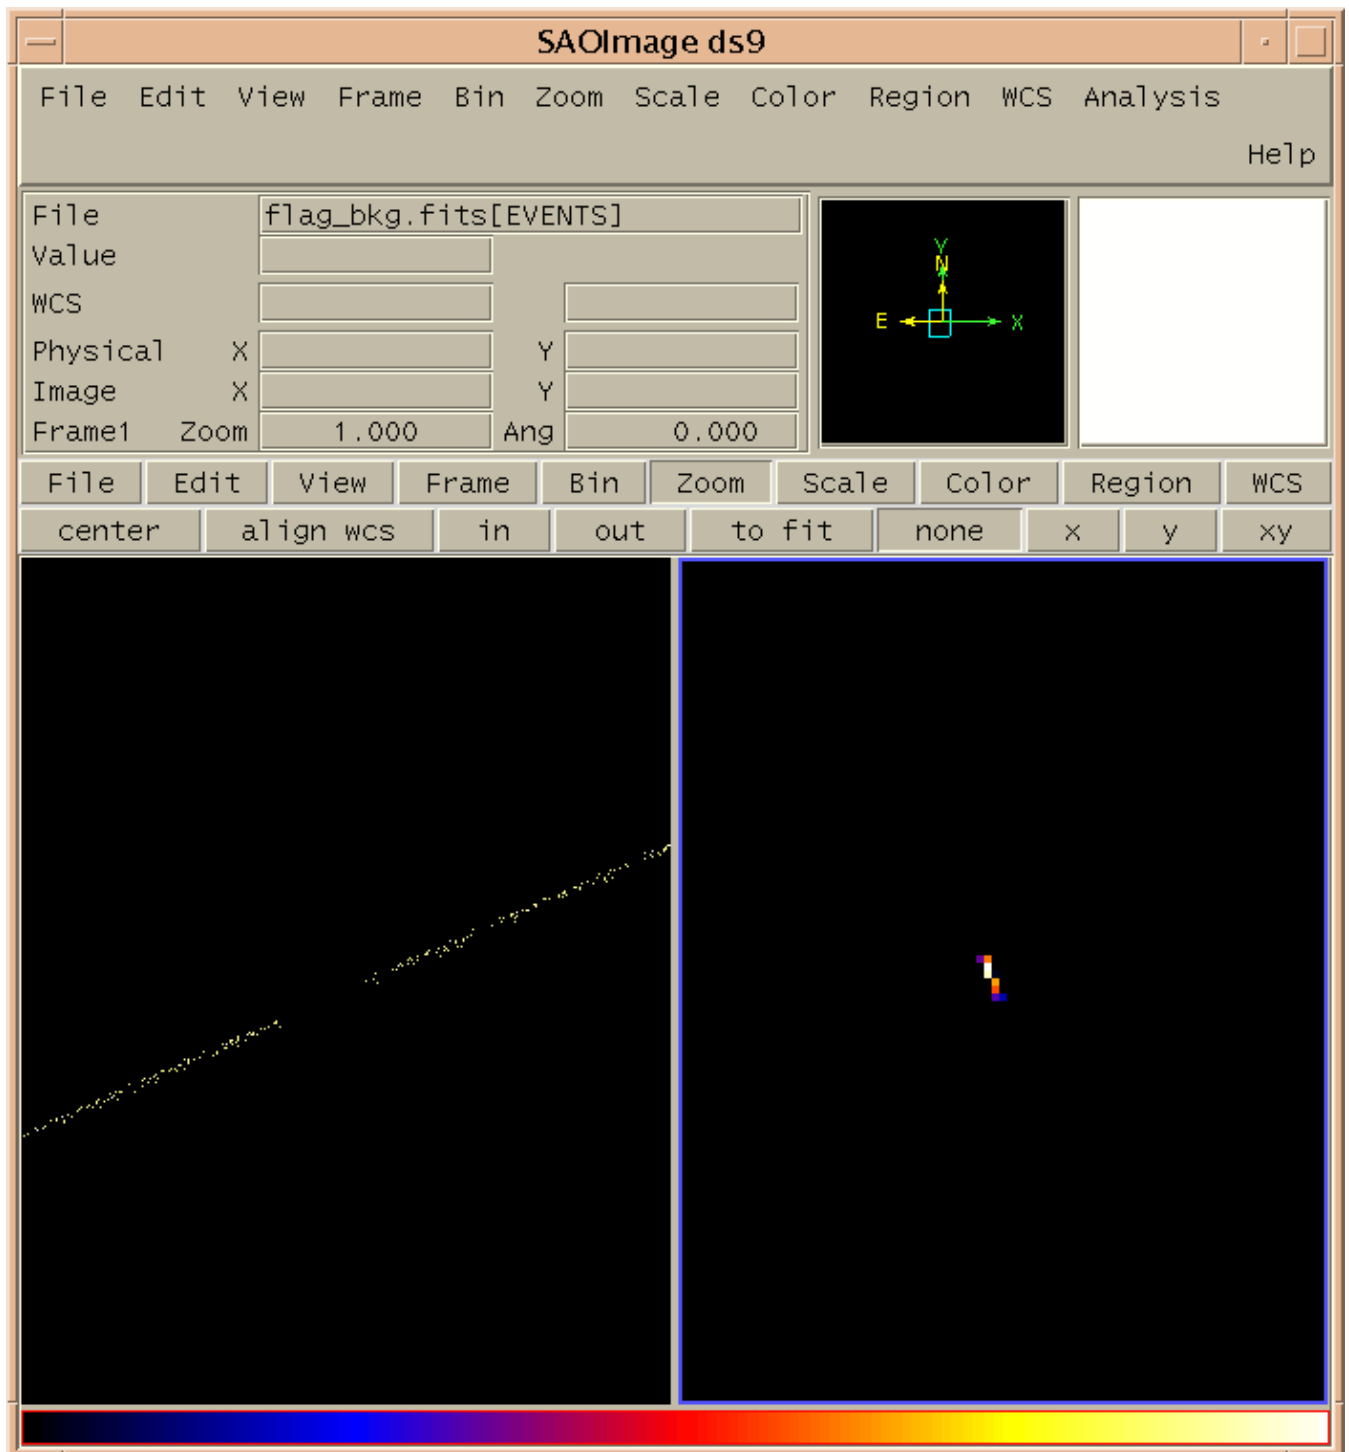 SAOImage ds9
File Edit View Frame Bin Zoom Scale Color Region WCS Analysis
Help
File flag_bkg.fits[EVENTS]
Value
WCS
Physical X Y
Image X Y
Frame1 Zoom 1.000 Ang 0.000
Y
N
E X
File Edit View Frame Bin Zoom Scale Color Region WCS
center align wcs in out to fit none x y xy